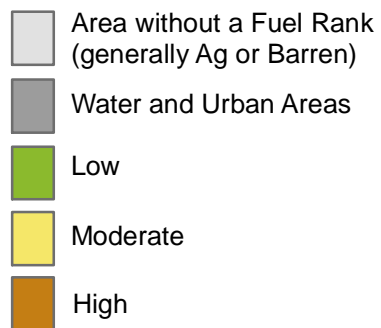 Area without a Fuel Rank
(generally Ag or Barren)
Water and Urban Areas
Low
Moderate
High